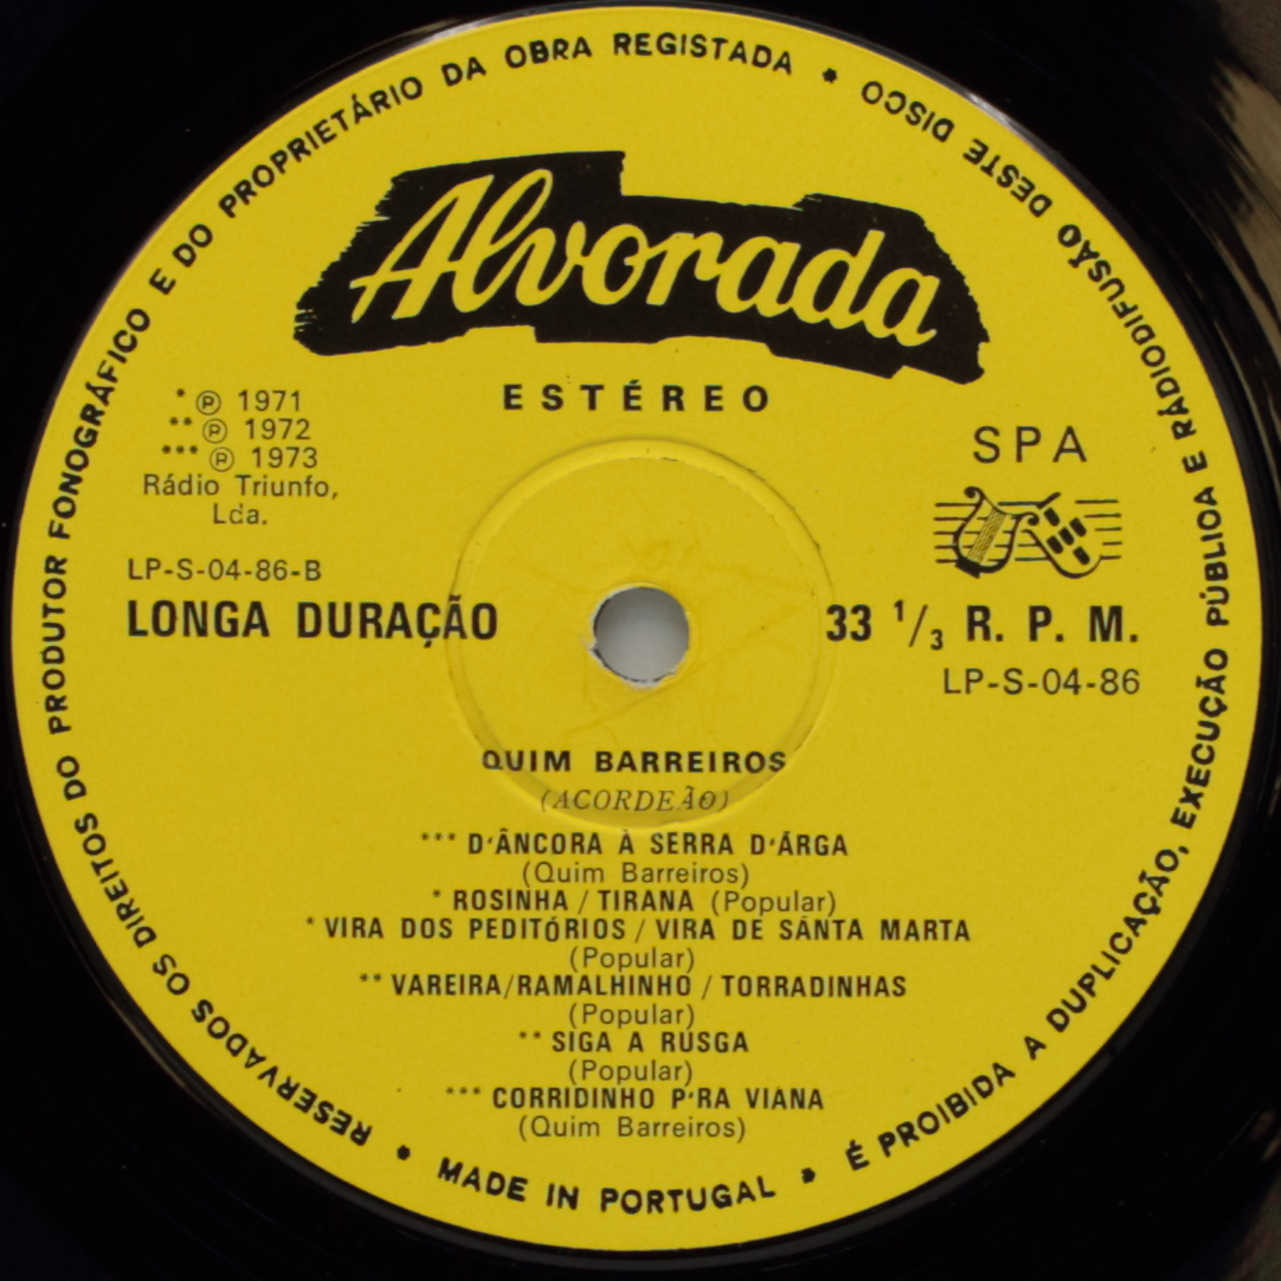 RESERVADOS OS DIREITOS DO PRODUTOR FONOGRÁFICO E DO PROPRIETÁRIO DA OBRA REGISTADA • É PROIBIDA A DUPLICAÇÃO, EXECUÇÃO PÚBLIOA E RÁDIODIFUSÃO DESTE DISCO •
Alvorada
ESTÉREO
* ℗ 1971
** ℗ 1972
*** ℗ 1973
Rádio Triunfo,
Lda.
SPA
LP-S-04-86-B
LONGA DURAÇÃO
33 1/3 R. P. M.
LP-S-04-86
QUIM BARREIROS
(ACORDEÃO)
*** D'ÂNCORA À SERRA D'ÁRGA
(Quim Barreiros)
* ROSINHA / TIRANA (Popular)
* VIRA DOS PEDITÓRIOS / VIRA DE SANTA MARTA
(Popular)
** VAREIRA/RAMALHINHO / TORRADINHAS
(Popular)
** SIGA A RUSGA
(Popular)
*** CORRIDINHO P'RA VIANA
(Quim Barreiros)
• MADE IN PORTUGAL •